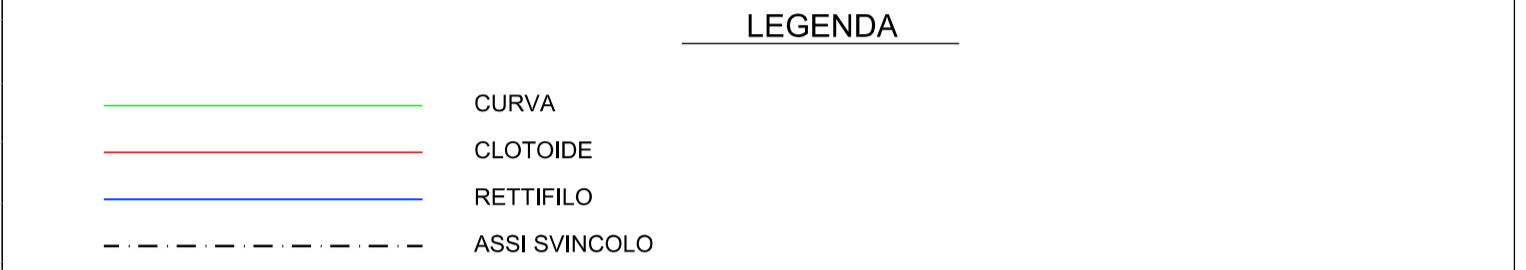 LEGENDA
CURVA
CLOTOIDE
RETTIFILO
ASSI SVINCOLO